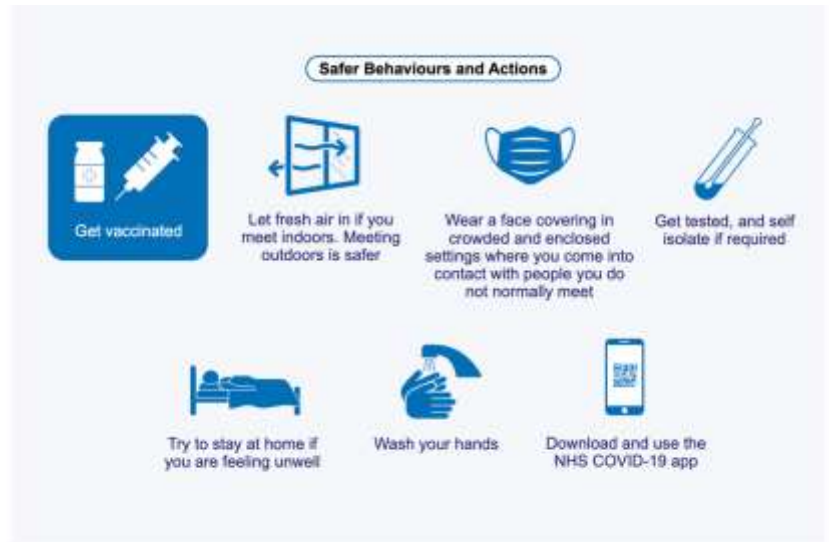 Safer Behaviours and Actions
Get vaccinated
Let fresh air in if you
meet indoors. Meeting
outdoors is safer
Wear a face covering in
crowded and enclosed
settings where you come into
contact with people you do
not normally meet
Get tested, and self
isolate if required
Try to stay at home if
you are feeling unwell
Wash your hands
Download and use the
NHS COVID-19 app